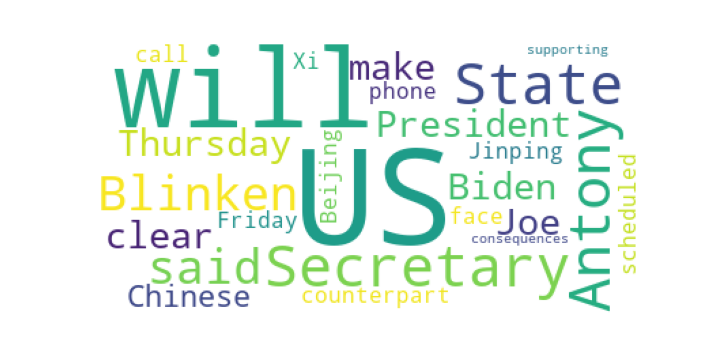 supporting
call
Xi
will
make
State
phone
President
Antony
Thursday
Jinping
Beijing
US
scheduled
Blinken
Biden
Friday
face
Joe
clear
consequences
said
Secretary
Chinese
counterpart